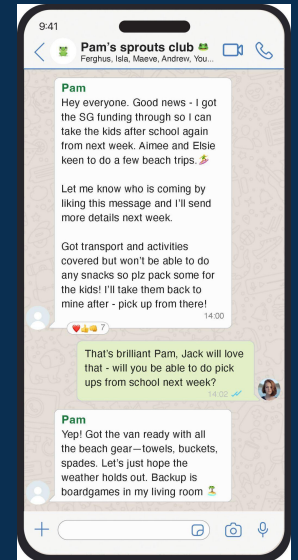 9:41
Pam's sprouts club
Ferghus, Isla, Maeve, Andrew, You...
Pam
Hey everyone. Good news - I got
the SG funding through so I can
take the kids after school again
from next week. Aimee and Elsie
keen to do a few beach trips.🏄
Let me know who is coming by
liking this message and I'll send
more details next week.
Got transport and activities
covered but won't be able to do
any snacks so plz pack some for
the kids! I'll take them back to
mine after - pick up from there!
14:00
7
That's brilliant Pam, Jack will love
that - will you be able to do pick
ups from school next week?
14:02
Pam
Yep! Got the van ready with all
the beach gear—towels, buckets,
spades. Let's just hope the
weather holds out. Backup is
boardgames in my living room 🏝️